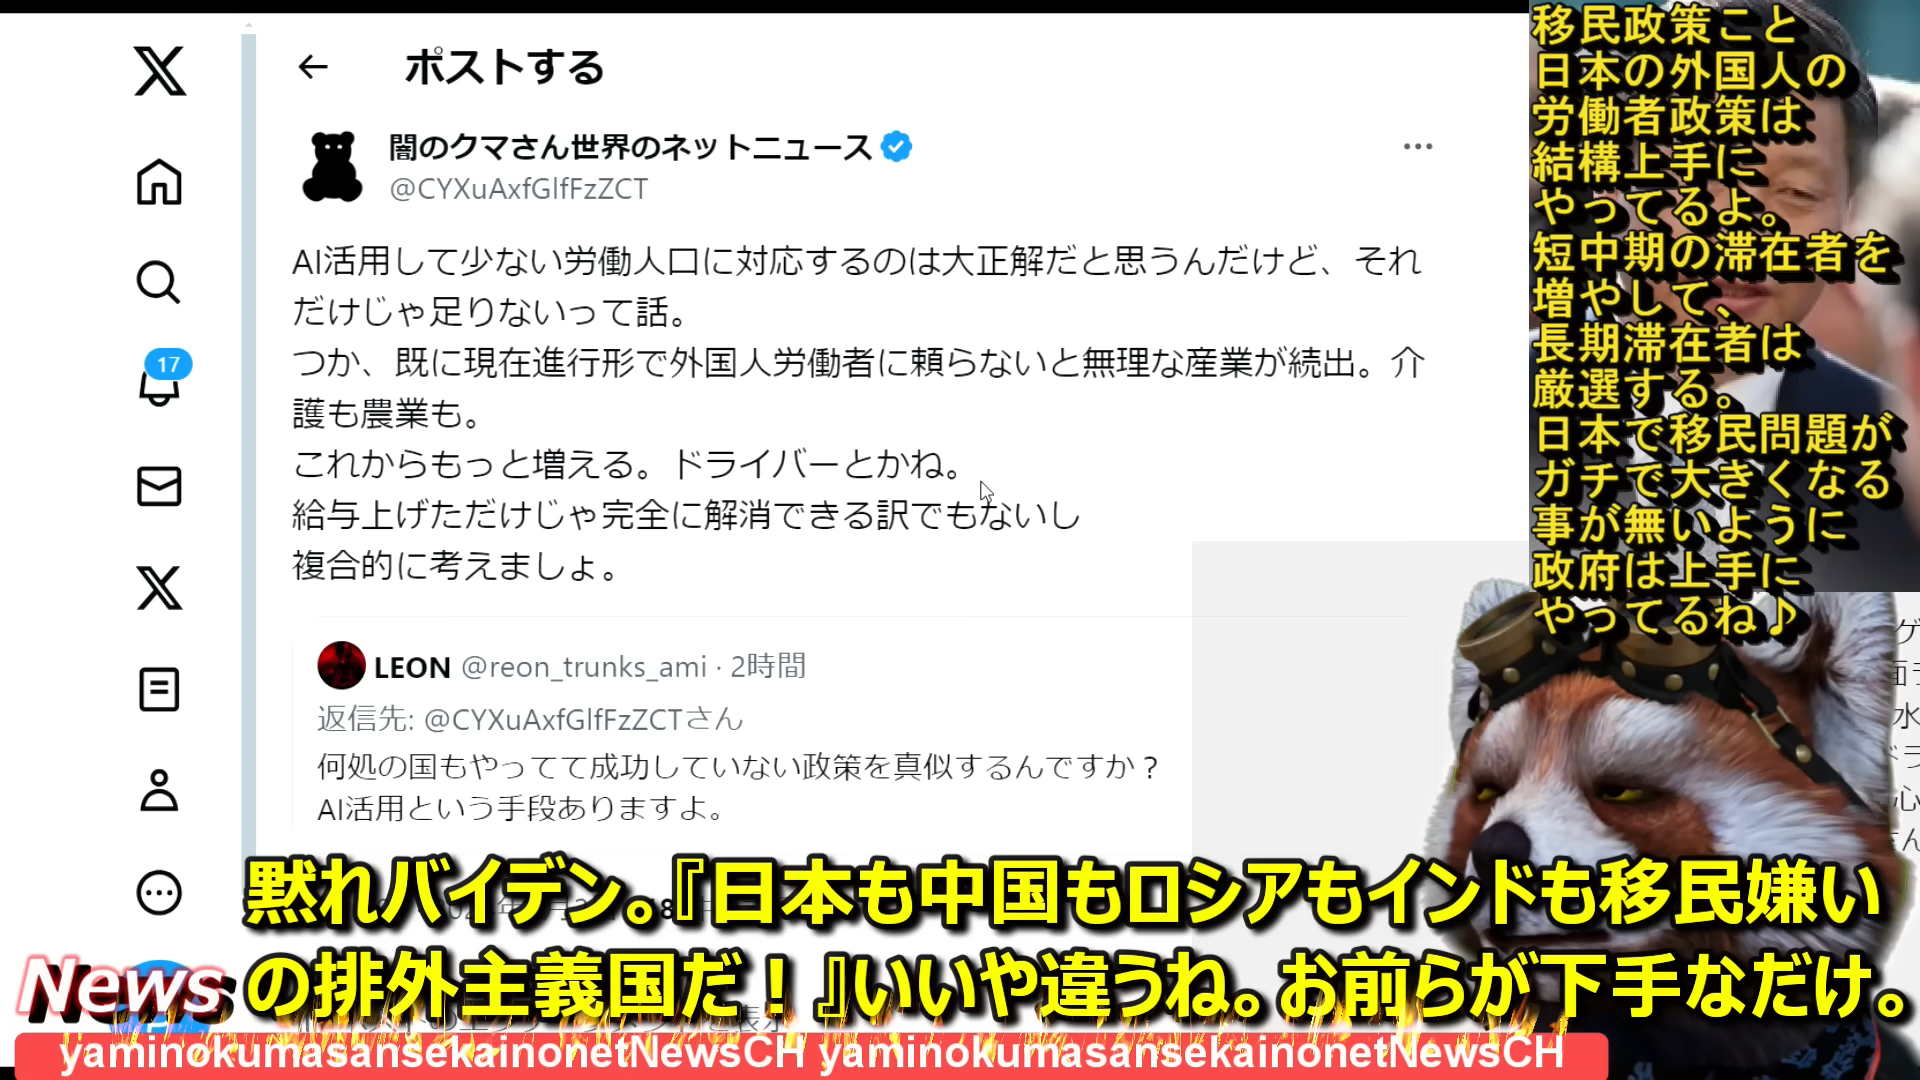 ポストする
闇のクマさん世界のネットニュース
@CYXuAxfGlfFzZCT
AI活用して少ない労働人口に対応するのは大正解だと思うんだけど、それ
だけじゃ足りないって話。
つか、既に現在進行形で外国人労働者に頼らないと無理な産業が続出。介
護も農業も。
これからもっと増える。ドライバーとかね。
給与上げただけじゃ完全に解消できる訳でもないし
複合的に考えましょ。
17
LEON @reon_trunks_ami · 2時間
返信先: @CYXuAxfGlfFzZCTさん
何処の国もやってて成功していない政策を真似するんですか？
AI活用という手段ありますよ。
移民政策こと
日本の外国人の
労働者政策は
結構上手に
やってるよ。
短中期の滞在者を
増やして、
長期滞在者は
厳選する。
日本で移民問題が
ガチで大きくなる
事が無いように
政府は上手に
やってるね♪
黙れバイデン。『日本も中国もロシアもインドも移民嫌い
の排外主義国だ！』いいや違うね。お前らが下手なだけ。
News
yaminokumasansekainonetNewsCH yaminokumasansekainonetNewsCH